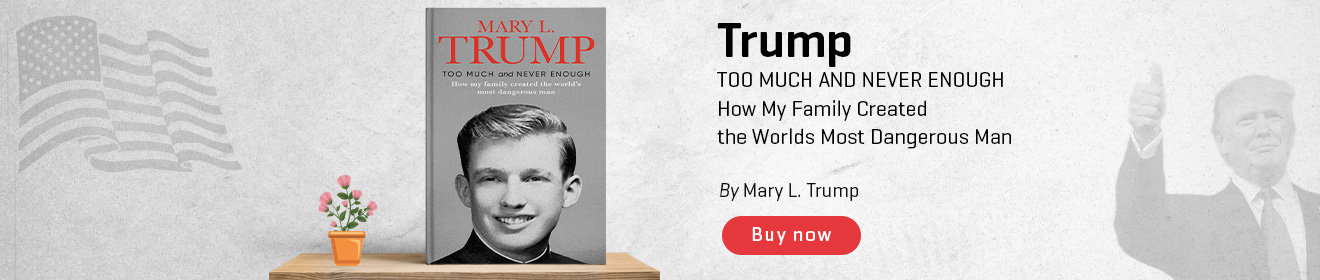 MARY L.
TRUMP
TOO MUCH and NEVER ENOUGH
How my family created the world's
most dangerous man
Trump
TOO MUCH AND NEVER ENOUGH
How My Family Created
the Worlds Most Dangerous Man
By Mary L. Trump
Buy now